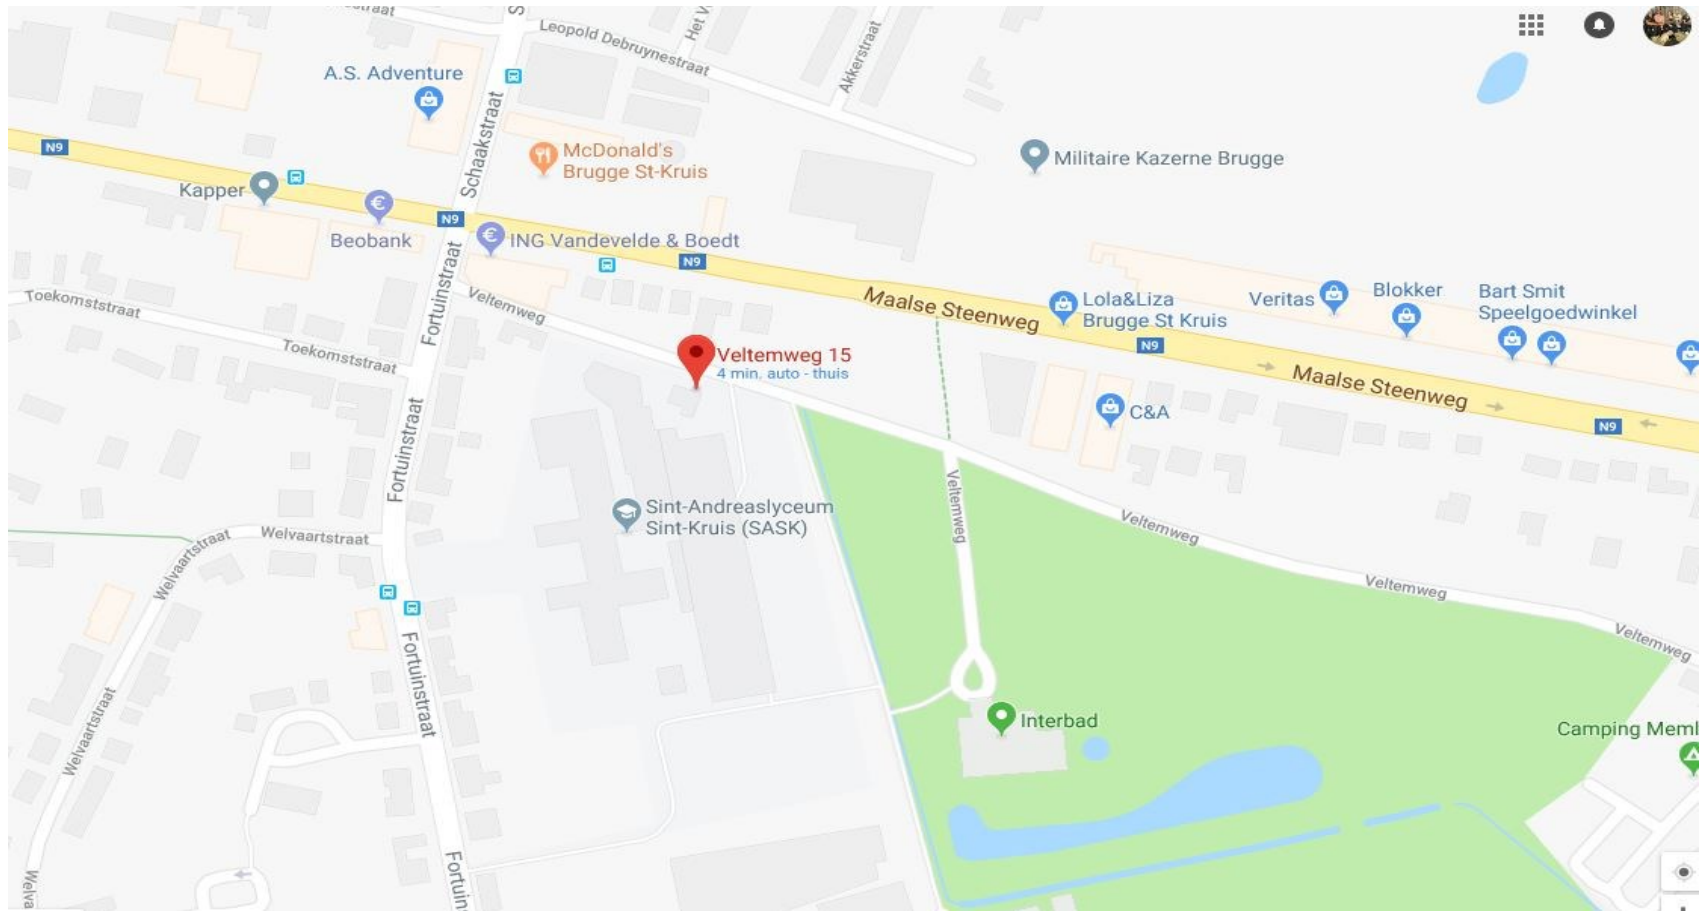 straat
S
Leopold Debruynestraat
Het V
Akkerstraat
A.S. Adventure
Schaakstraat
N9
McDonald's
Brugge St-Kruis
Militaire Kazerne Brugge
Kapper
Beobank
N9
ING Vandevelde & Boedt
N9
Toekomststraat
Fortuinstraat
Veltemweg
Maalse Steenweg
Lola&Liza
Brugge St Kruis
Veritas
Blokker
Bart Smit
Speelgoedwinkel
Toekomststraat
Veltemweg 15
4 min. auto - thuis
N9
Maalse Steenweg
C&A
N9
Fortuinstraat
Sint-Andreaslyceum
Sint-Kruis (SASK)
Veltemweg
Veltemweg
Welvaartstraat
Welvaartstraat
Veltemweg
Veltemweg
Fortuinstraat
Welvaartstraat
Interbad
Camping Meml
Fortuin
Welva